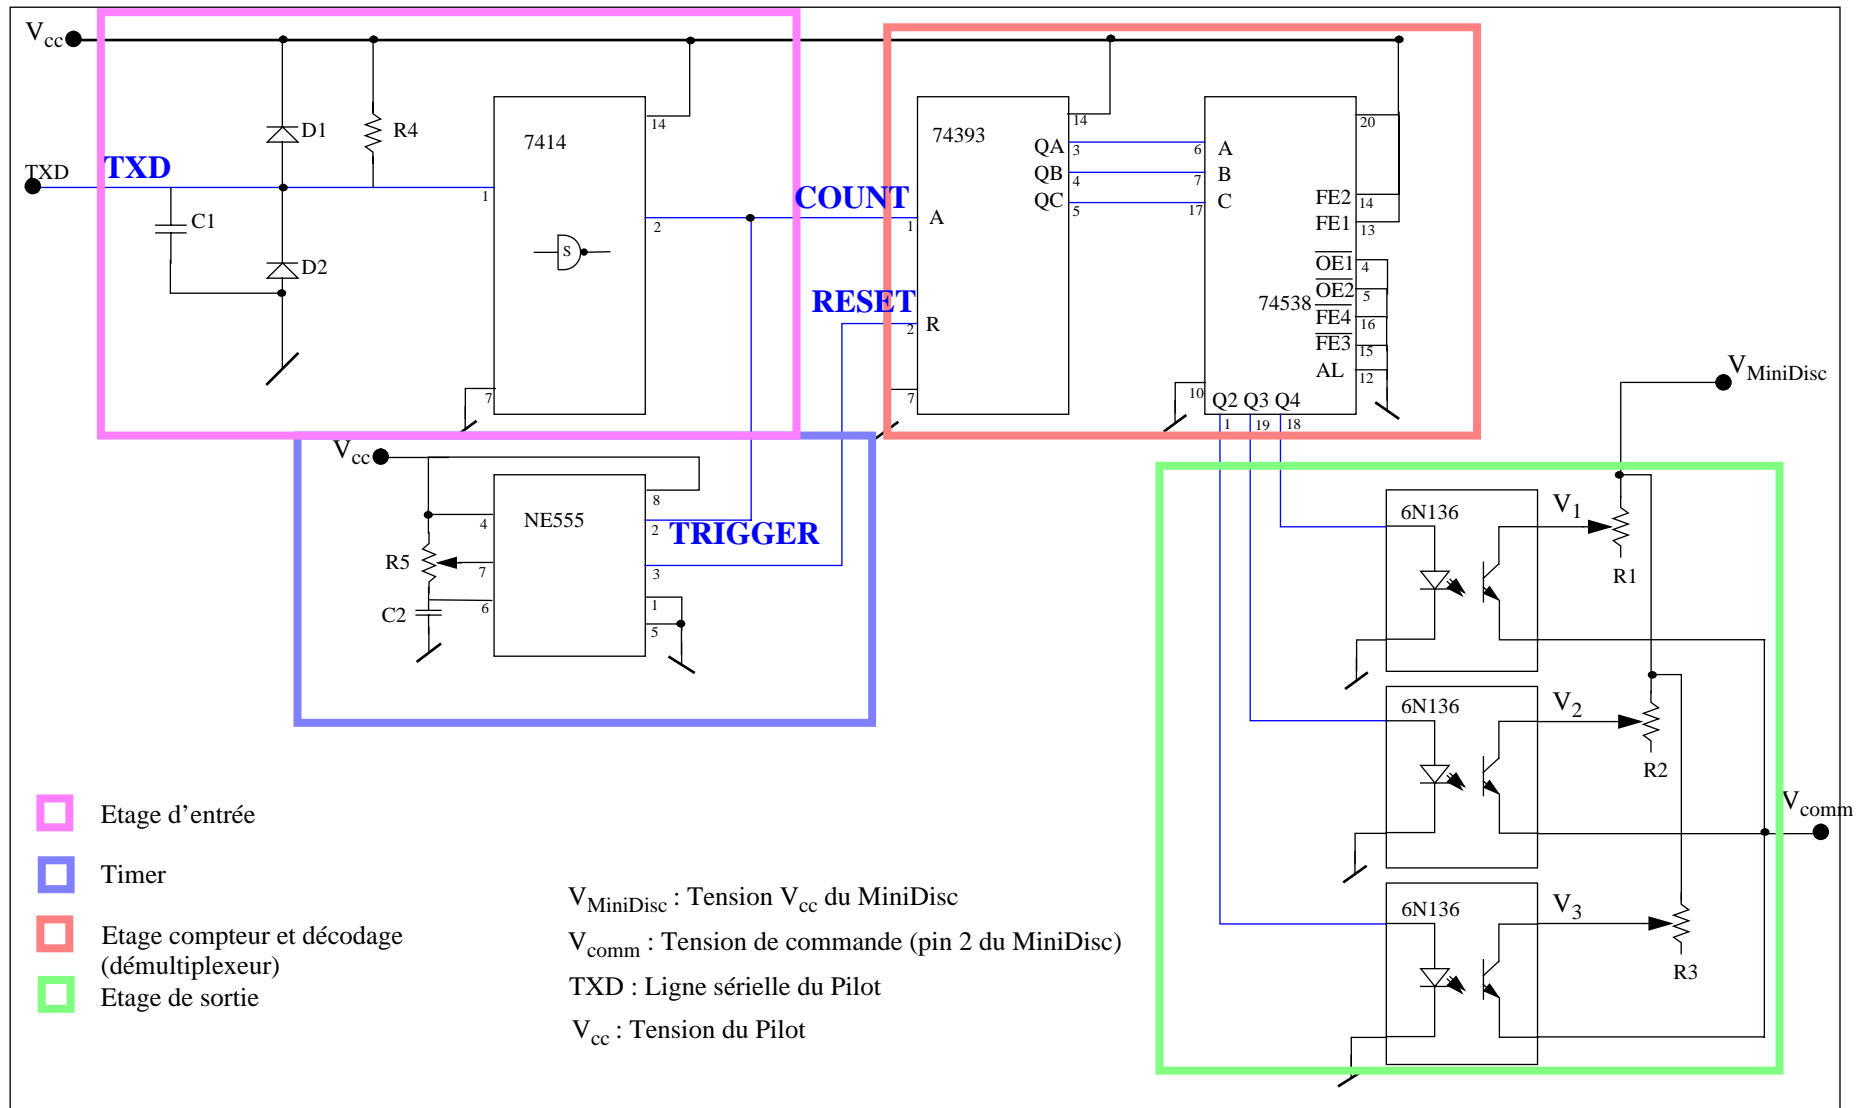 Vcc
TXD
TXD
D1
R4
7414
14
1
C1
D2
2
S
7
COUNT
RESET
74393
14
QA
3
QB
4
QC
5
A
1
R
2
7
6
A
7
B
17
C
20
FE2
14
FE1
13
OE1
4
OE2
5
74538
FE4
16
FE3
15
AL
12
10
Q2
Q3
Q4
1
19
18
VMiniDisc
Vcc
NE555
8
4
2
TRIGGER
R5
7
3
6
1
C2
5
6N136
V1
R1
6N136
V2
R2
Vcomm
6N136
V3
R3
Etage d’entrée
Timer
Etage compteur et décodage
(démultiplexeur)
Etage de sortie
VMiniDisc : Tension Vcc du MiniDisc
Vcomm : Tension de commande (pin 2 du MiniDisc)
TXD : Ligne sérielle du Pilot
Vcc : Tension du Pilot